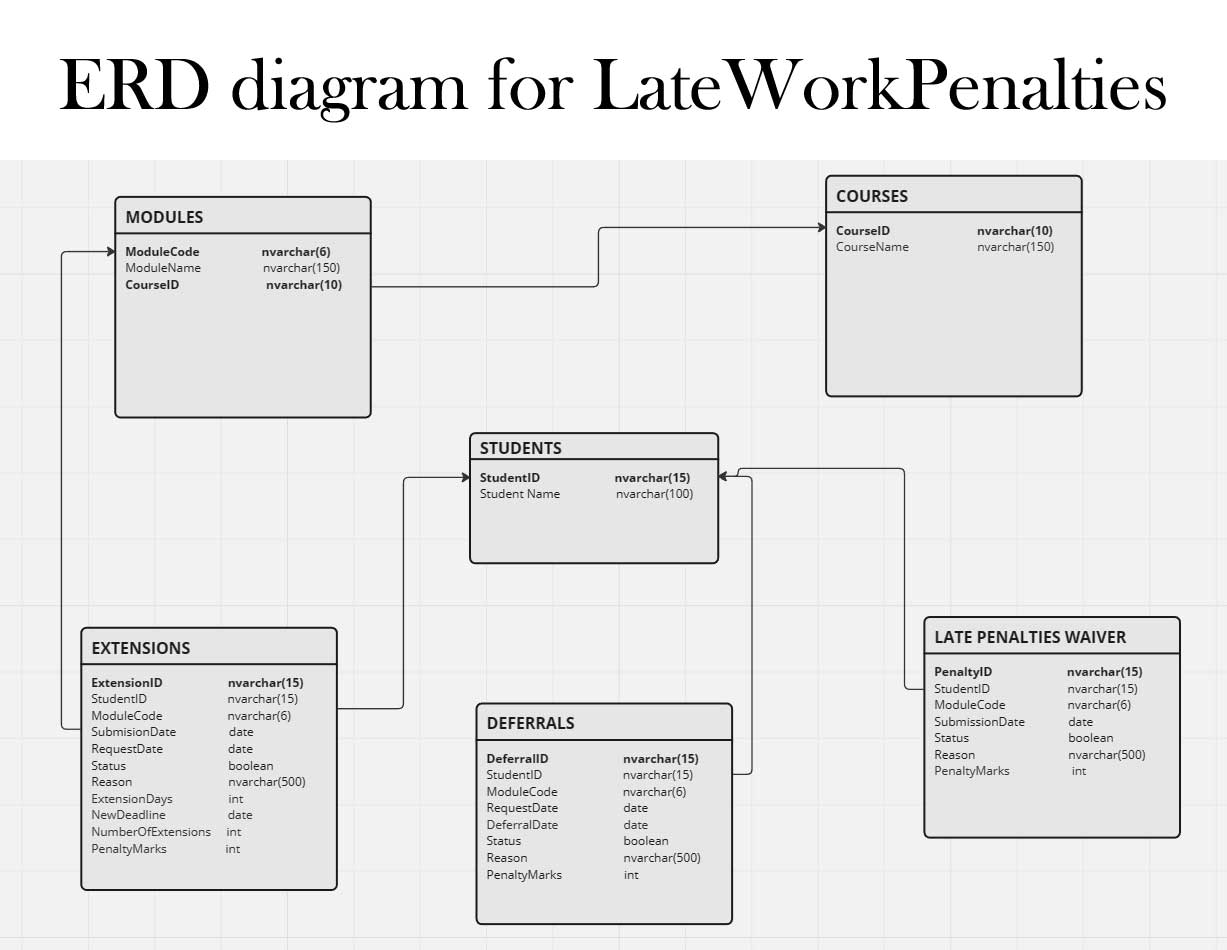 ERD diagram for LateWorkPenalties
MODULES
ModuleCode nvarchar(6)
ModuleName nvarchar(150)
CourseID nvarchar(10)
COURSES
CourseID nvarchar(10)
CourseName nvarchar(150)
STUDENTS
StudentID nvarchar(15)
Student Name nvarchar(100)
EXTENSIONS
ExtensionID nvarchar(15)
StudentID nvarchar(15)
ModuleCode nvarchar(6)
SubmisionDate date
RequestDate date
Status boolean
Reason nvarchar(500)
ExtensionDays int
NewDeadline date
NumberOfExtensions int
PenaltyMarks int
DEFERRALS
DeferralID nvarchar(15)
StudentID nvarchar(15)
ModuleCode nvarchar(6)
RequestDate date
DeferralDate date
Status boolean
Reason nvarchar(500)
PenaltyMarks int
LATE PENALTIES WAIVER
PenaltyID nvarchar(15)
StudentID nvarchar(15)
ModuleCode nvarchar(6)
SubmissionDate date
Status boolean
Reason nvarchar(500)
PenaltyMarks int